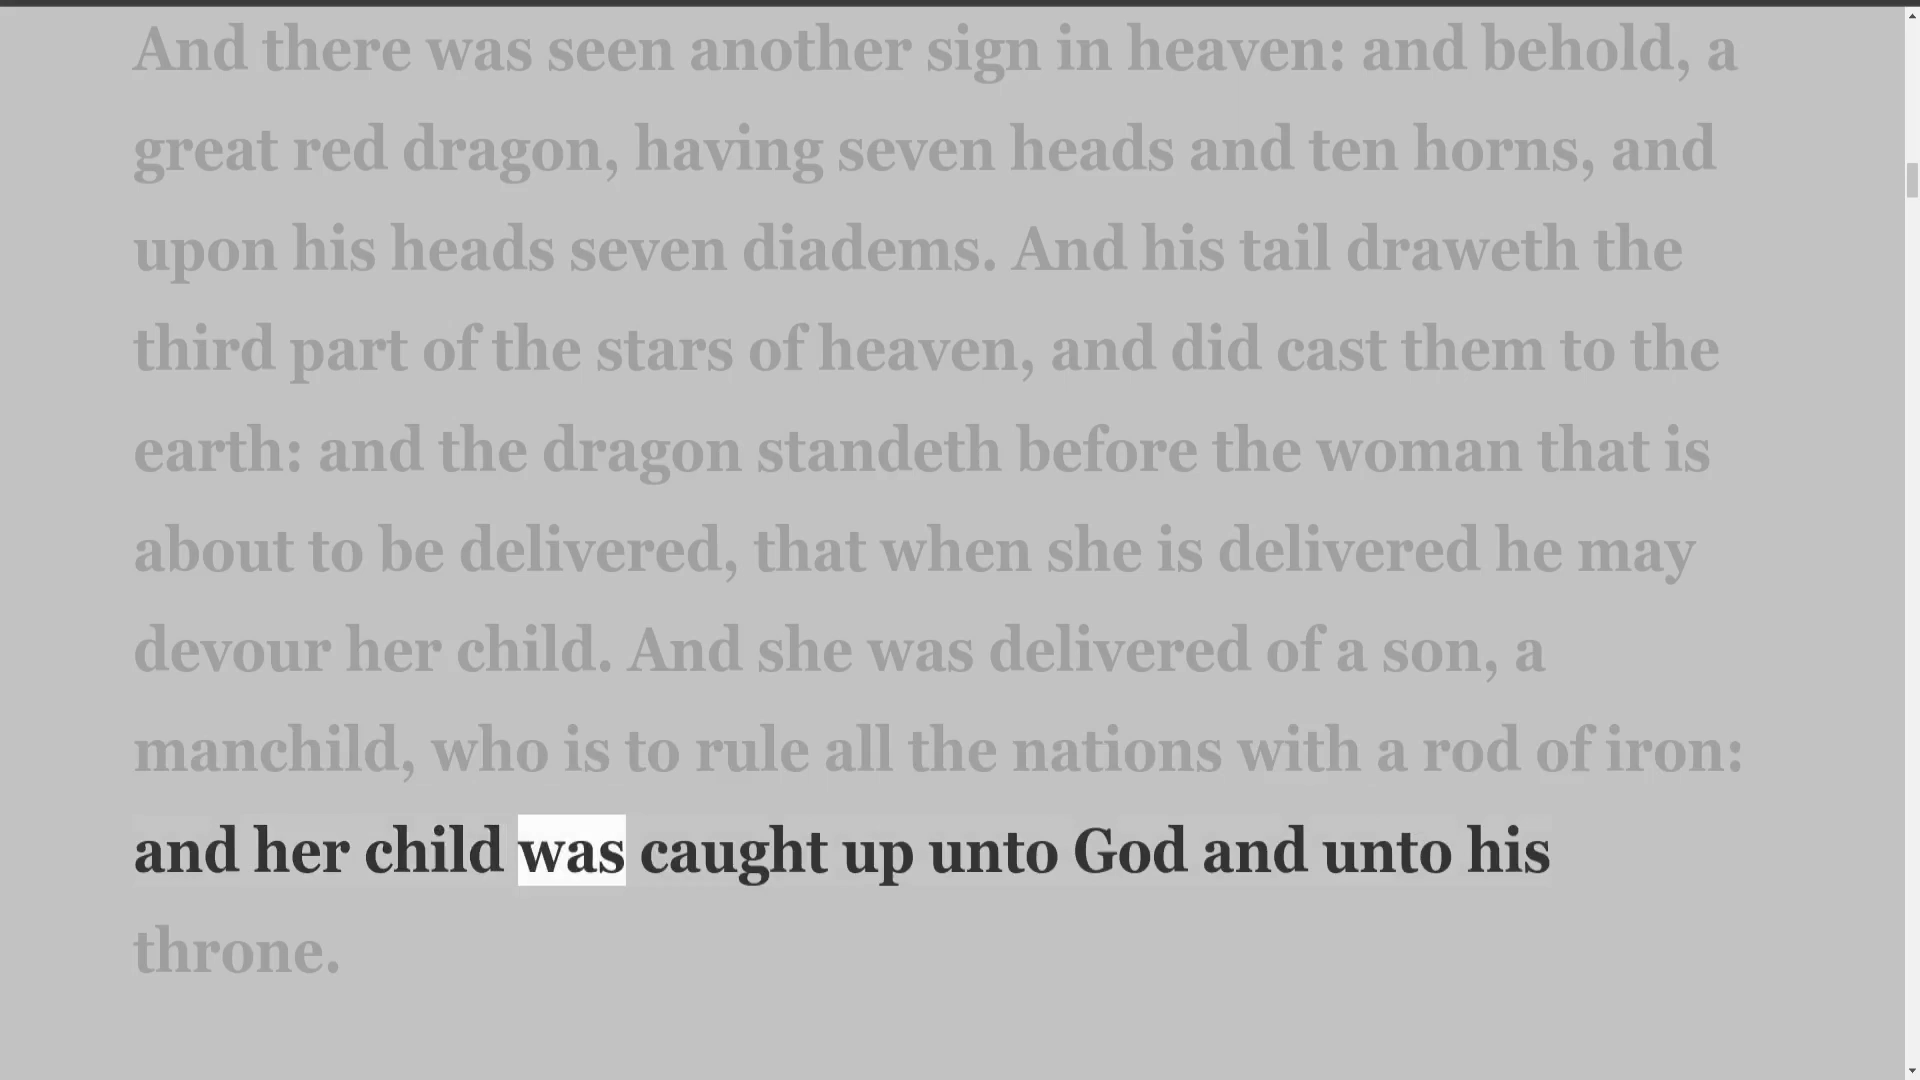 And there was seen another sign in heaven: and behold, a
great red dragon, having seven heads and ten horns, and
upon his heads seven diadems. And his tail draweth the
third part of the stars of heaven, and did cast them to the
earth: and the dragon standeth before the woman that is
about to be delivered, that when she is delivered he may
devour her child. And she was delivered of a son, a
manchild, who is to rule all the nations with a rod of iron:
and her child was caught up unto God and unto his
throne.